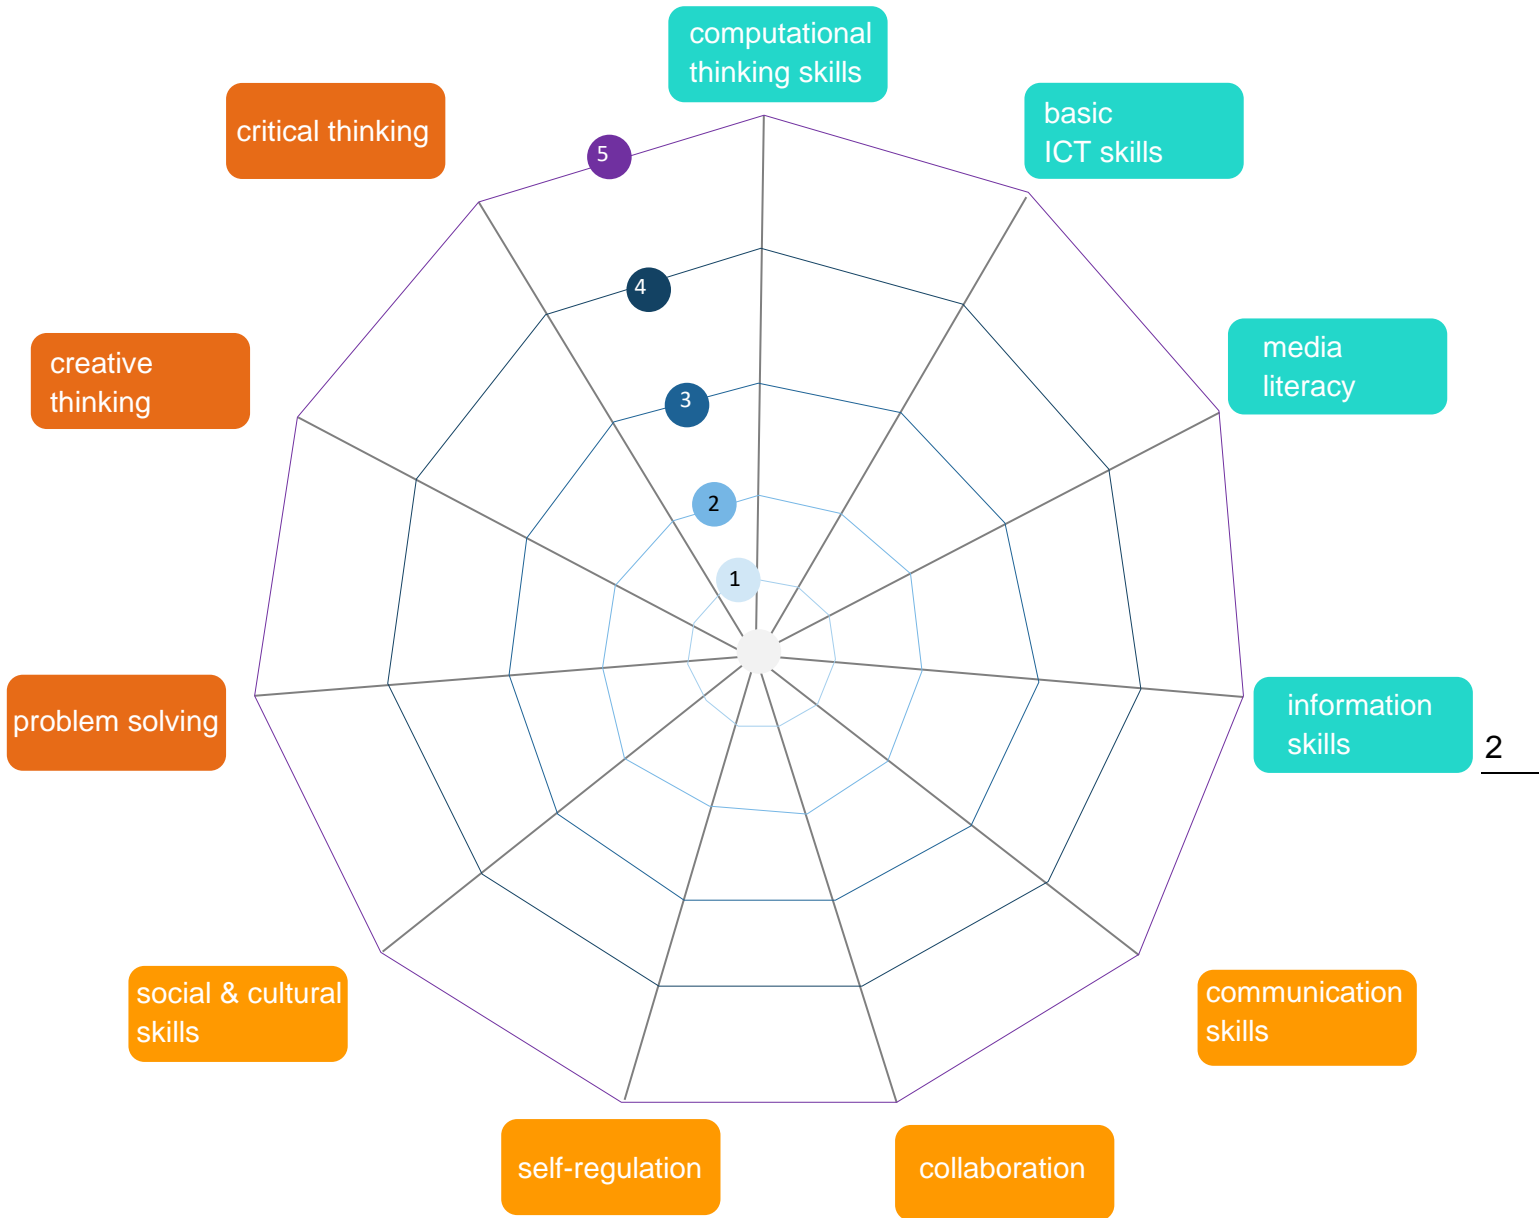 computational
thinking skills
basic
ICT skills
critical thinking
5
4
media
literacy
creative
thinking
3
2
1
information
skills
2
problem solving
communication
skills
social & cultural
skills
self-regulation
collaboration